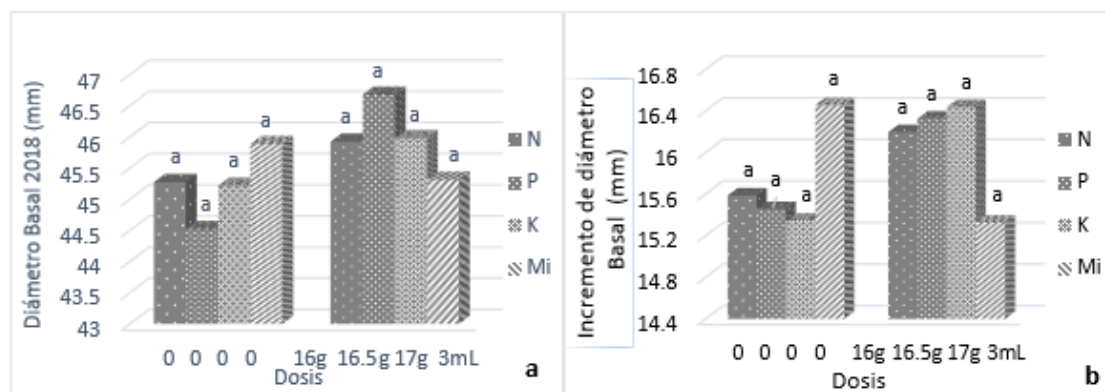 Diámetro Basal 2018 (mm)
47
46.5
46
45.5
45
44.5
44
43.5
43
a
a
a
a
a
a
a
a
N
P
K
Mi
0 0 0 0 16g 16.5g 17g 3mL
Dosis
a
Incremento de diámetro
Basal (mm)
16.8
16.4
16
15.6
15.2
14.8
14.4
a
a
a
a
a
a
a
a
N
P
K
Mi
0 0 0 0 16g 16.5g 17g 3mL
Dosis
b